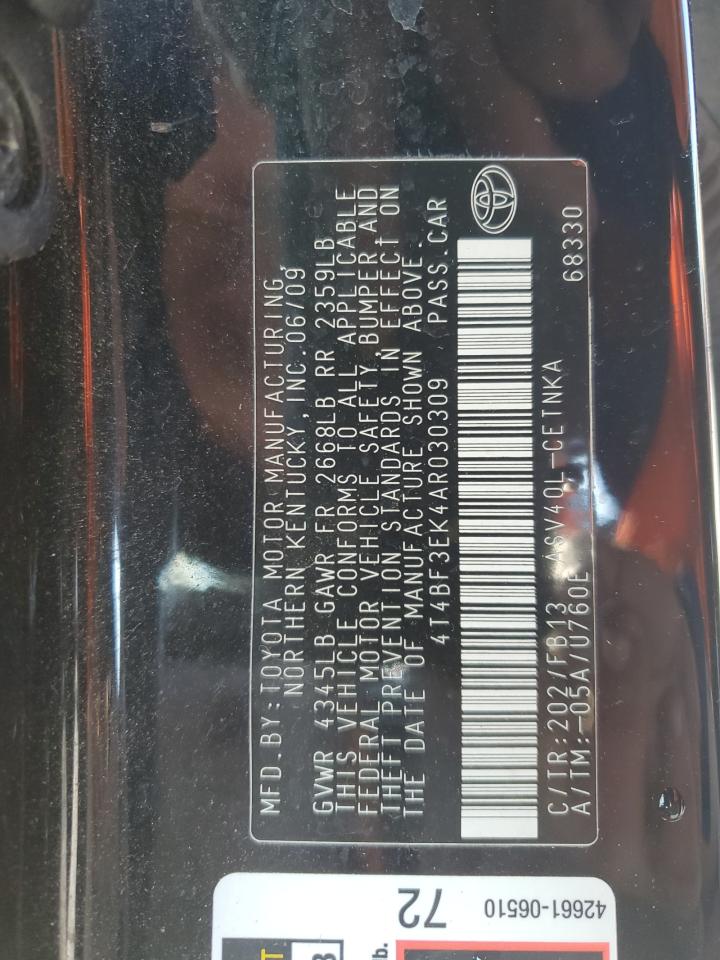 MFD.BY:TOYOTA MOTOR MANUFACTURING,
NORTHERN KENTUCKY,INC.06/09
GVWR 4345LB GAWR FR 2668LB RR 2359LB
THIS VEHICLE CONFORMS TO ALL APPLICABLE
FEDERAL MOTOR VEHICLE SAFETY,BUMPER AND
THEFT PREVENTION STANDARDS IN EFFECT ON
THE DATE OF MANUFACTURE SHOWN ABOVE.
4T4BF3EK4AR030309 PASS.CAR
C/TR:202/FB13 ASV40L-CETNKA 68330
A/TM:-05A/U760E
42661-06510
72